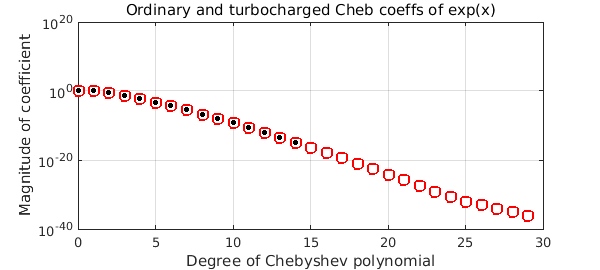 Ordinary and turbocharged Cheb coeffs of exp(x)
Magnitude of coefficient
10^20
10^0
10^-20
10^-40
0 5 10 15 20 25 30
Degree of Chebyshev polynomial